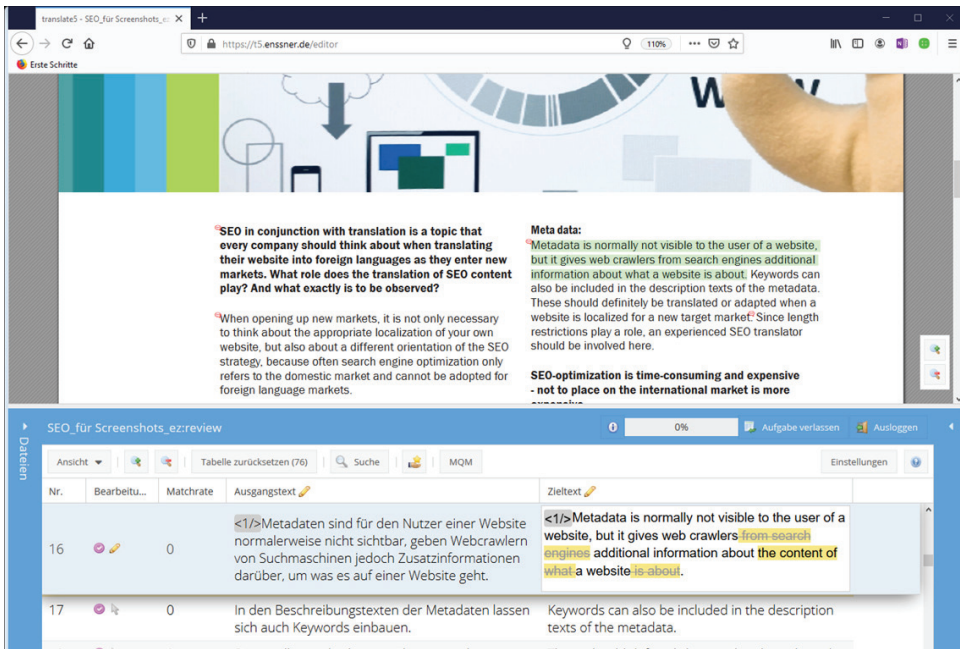 translate5 - SEO_für Screenshots_e
https://t5.enssner.de/editor
110%
Erste Schritte
SEO in conjunction with translation is a topic that
every company should think about when translating
their website into foreign languages as they enter new
markets. What role does the translation of SEO content
play? And what exactly is to be observed?
When opening up new markets, it is not only necessary
to think about the appropriate localization of your own
website, but also about a different orientation of the SEO
strategy, because often search engine optimization only
refers to the domestic market and cannot be adopted for
foreign language markets.
Meta data:
Metadata is normally not visible to the user of a website,
but it gives web crawlers from search engines additional
information about what a website is about. Keywords can
also be included in the description texts of the metadata.
These should definitely be translated or adapted when a
website is localized for a new target market. Since length
restrictions play a role, an experienced SEO translator
should be involved here.
SEO-optimization is time-consuming and expensive
- not to place on the international market is more
Dateien
SEO_für Screenshots_ez:review
0%
Aufgabe verlassen
Ausloggen
Ansicht
Tabelle zurücksetzen (76)
Suche
MQM
Einstellungen
Nr. Bearbeitu... Matchrate Ausgangstext Zieltext
16 0
<1/>Metadaten sind für den Nutzer einer Website
normalerweise nicht sichtbar, geben Webcrawlern
von Suchmaschinen jedoch Zusatzinformationen
darüber, um was es auf einer Website geht.
<1/>Metadata is normally not visible to the user of a
website, but it gives web crawlers from search
engines additional information about the content of
what a website is about.
17 0
In den Beschreibungstexten der Metadaten lassen
sich auch Keywords einbauen.
Keywords can also be included in the description
texts of the metadata.